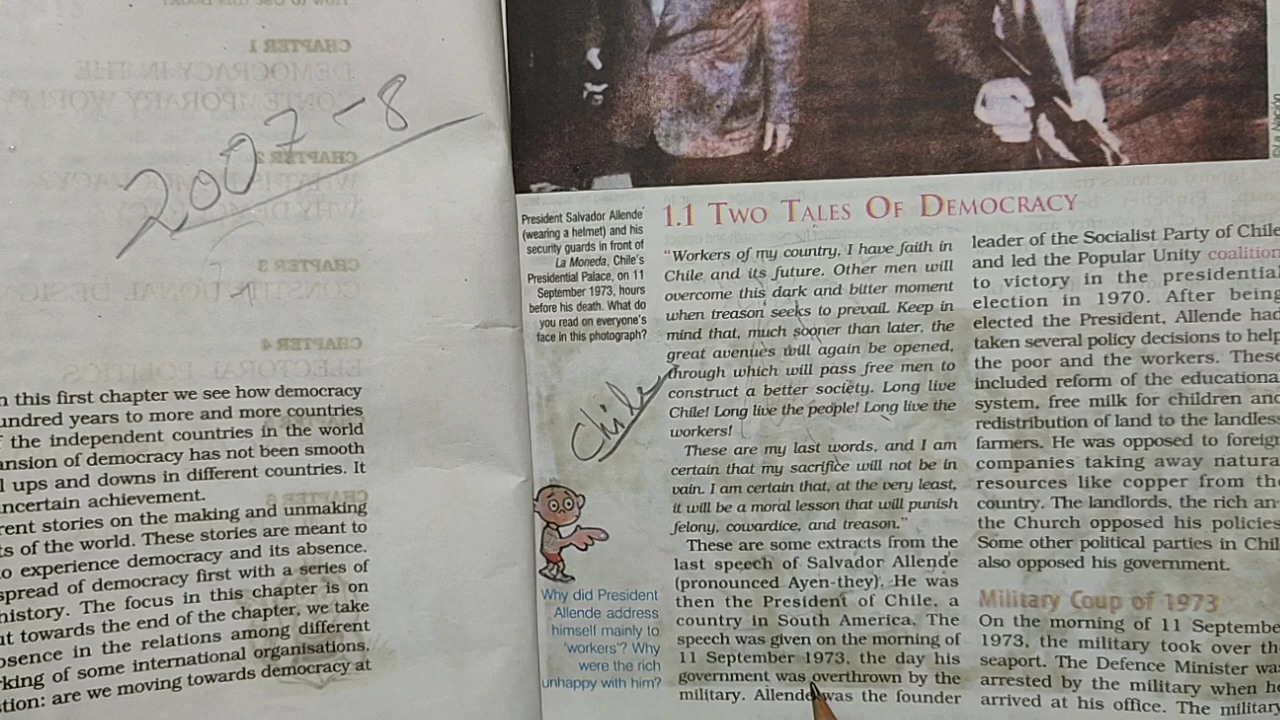 2007-8
n this first chapter we see how democracy
undred years to more and more countries
f the independent countries in the world
ansion of democracy has not been smooth
l ups and downs in different countries. It
ncertain achievement.
rent stories on the making and unmaking
ts of the world. These stories are meant to
o experience democracy and its absence.
spread of democracy first with a series of
history. The focus in this chapter is on
ut towards the end of the chapter, we take
bsence in the relations among different
rking of some international organisations.
stion: are we moving towards democracy at
President Salvador Allende
(wearing a helmet) and his
security guards in front of
La Moneda, Chile's
Presidential Palace, on 11
September 1973, hours
before his death. What do
you read on everyone's
face in this photograph?
Chile
Why did President
Allende address
himself mainly to
'workers'? Why
were the rich
unhappy with him?
1.1 TWO TALES OF DEMOCRACY
"Workers of my country, I have faith in
Chile and its future. Other men will
overcome this dark and bitter moment
when treason seeks to prevail. Keep in
mind that, much sooner than later, the
great avenues will again be opened,
through which will pass free men to
construct a better society. Long live
Chile! Long live the people! Long live the
workers!
These are my last words, and I am
certain that my sacrifice will not be in
vain. I am certain that, at the very least,
it will be a moral lesson that will punish
felony, cowardice, and treason."
These are some extracts from the
last speech of Salvador Allende
(pronounced Ayen-they). He was
then the President of Chile, a
country in South America. The
speech was given on the morning of
11 September 1973, the day his
government was overthrown by the
military. Allende was the founder
leader of the Socialist Party of Chile
and led the Popular Unity coalition
to victory in the presidential
election in 1970. After being
elected the President, Allende had
taken several policy decisions to help
the poor and the workers. These
included reform of the educationa
system, free milk for children and
redistribution of land to the landless
farmers. He was opposed to foreign
companies taking away natura
resources like copper from the
country. The landlords, the rich an
the Church opposed his policies
Some other political parties in Chil
also opposed his government.
Military Coup of 1973
On the morning of 11 Septembe
1973, the military took over th
seaport. The Defence Minister wa
arrested by the military when h
arrived at his office. The military